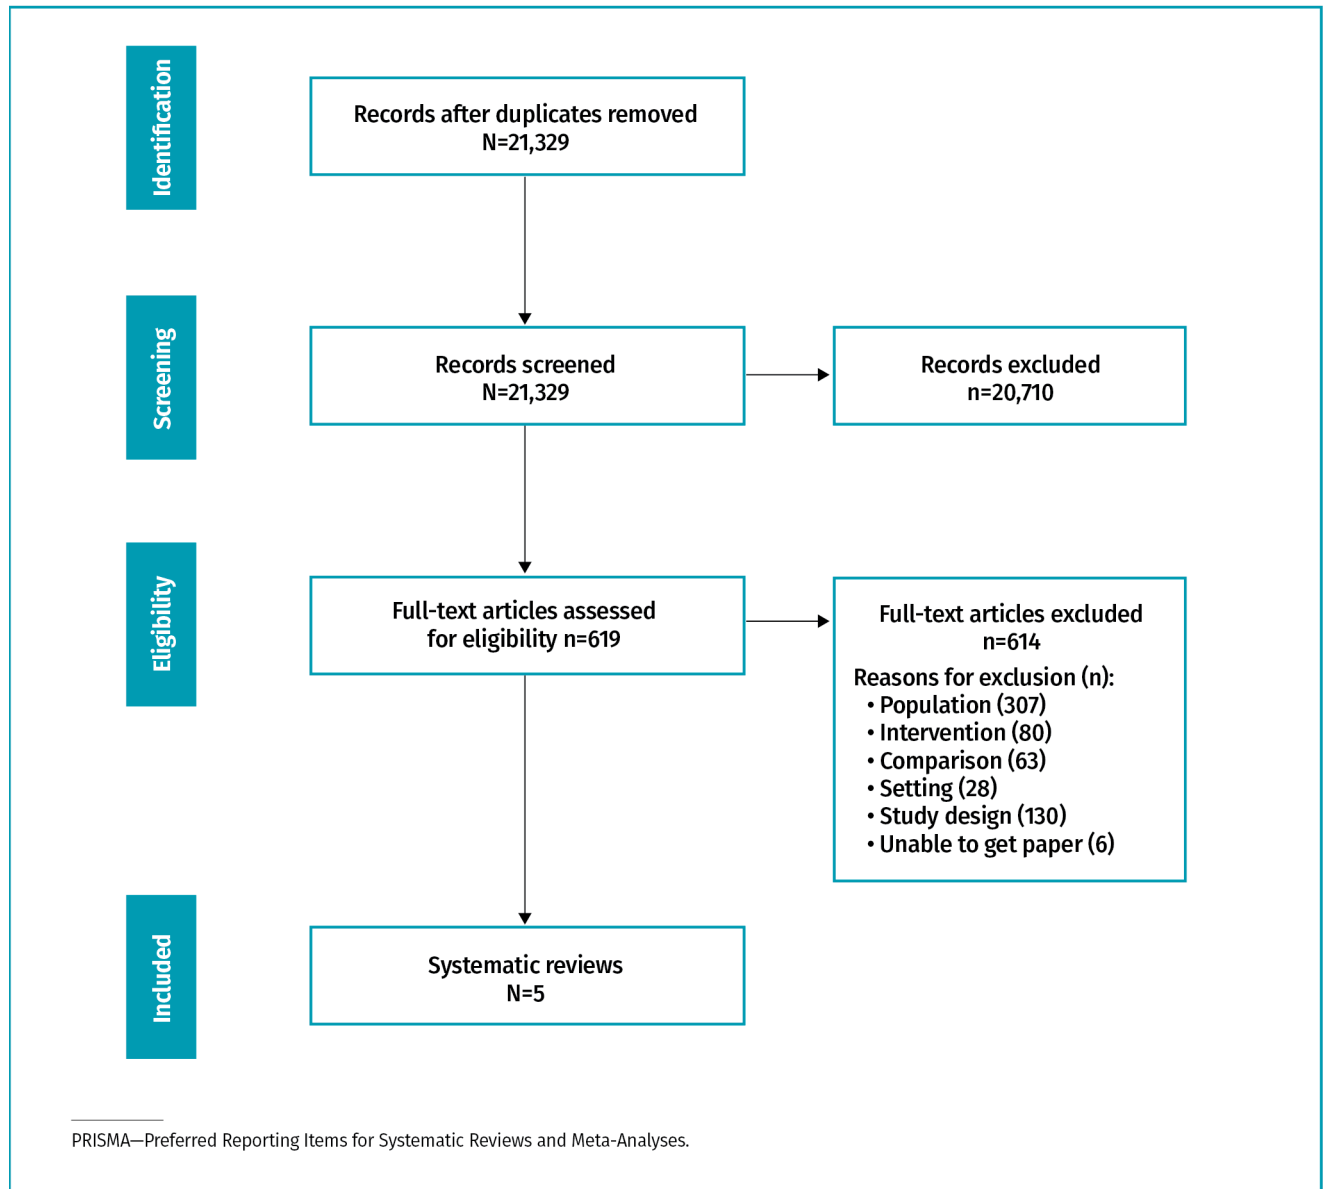 Identification
Records after duplicates removed
N=21,329
Screening
Records screened
N=21,329
Records excluded
n=20,710
Eligibility
Full-text articles assessed
for eligibility n=619
Full-text articles excluded
n=614
Reasons for exclusion (n):
• Population (307)
• Intervention (80)
• Comparison (63)
• Setting (28)
• Study design (130)
• Unable to get paper (6)
Included
Systematic reviews
N=5
PRISMA—Preferred Reporting Items for Systematic Reviews and Meta-Analyses.